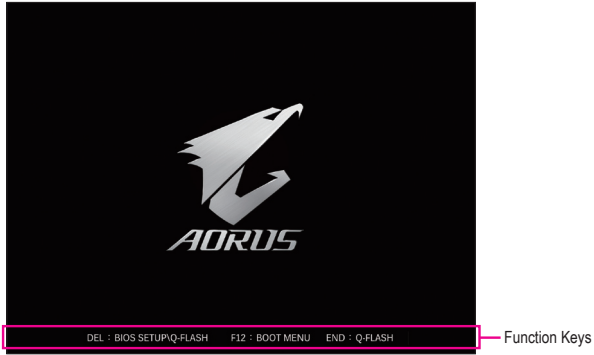 AORUS
DEL : BIOS SETUP\Q-FLASH F12 : BOOT MENU END : Q-FLASH
Function Keys